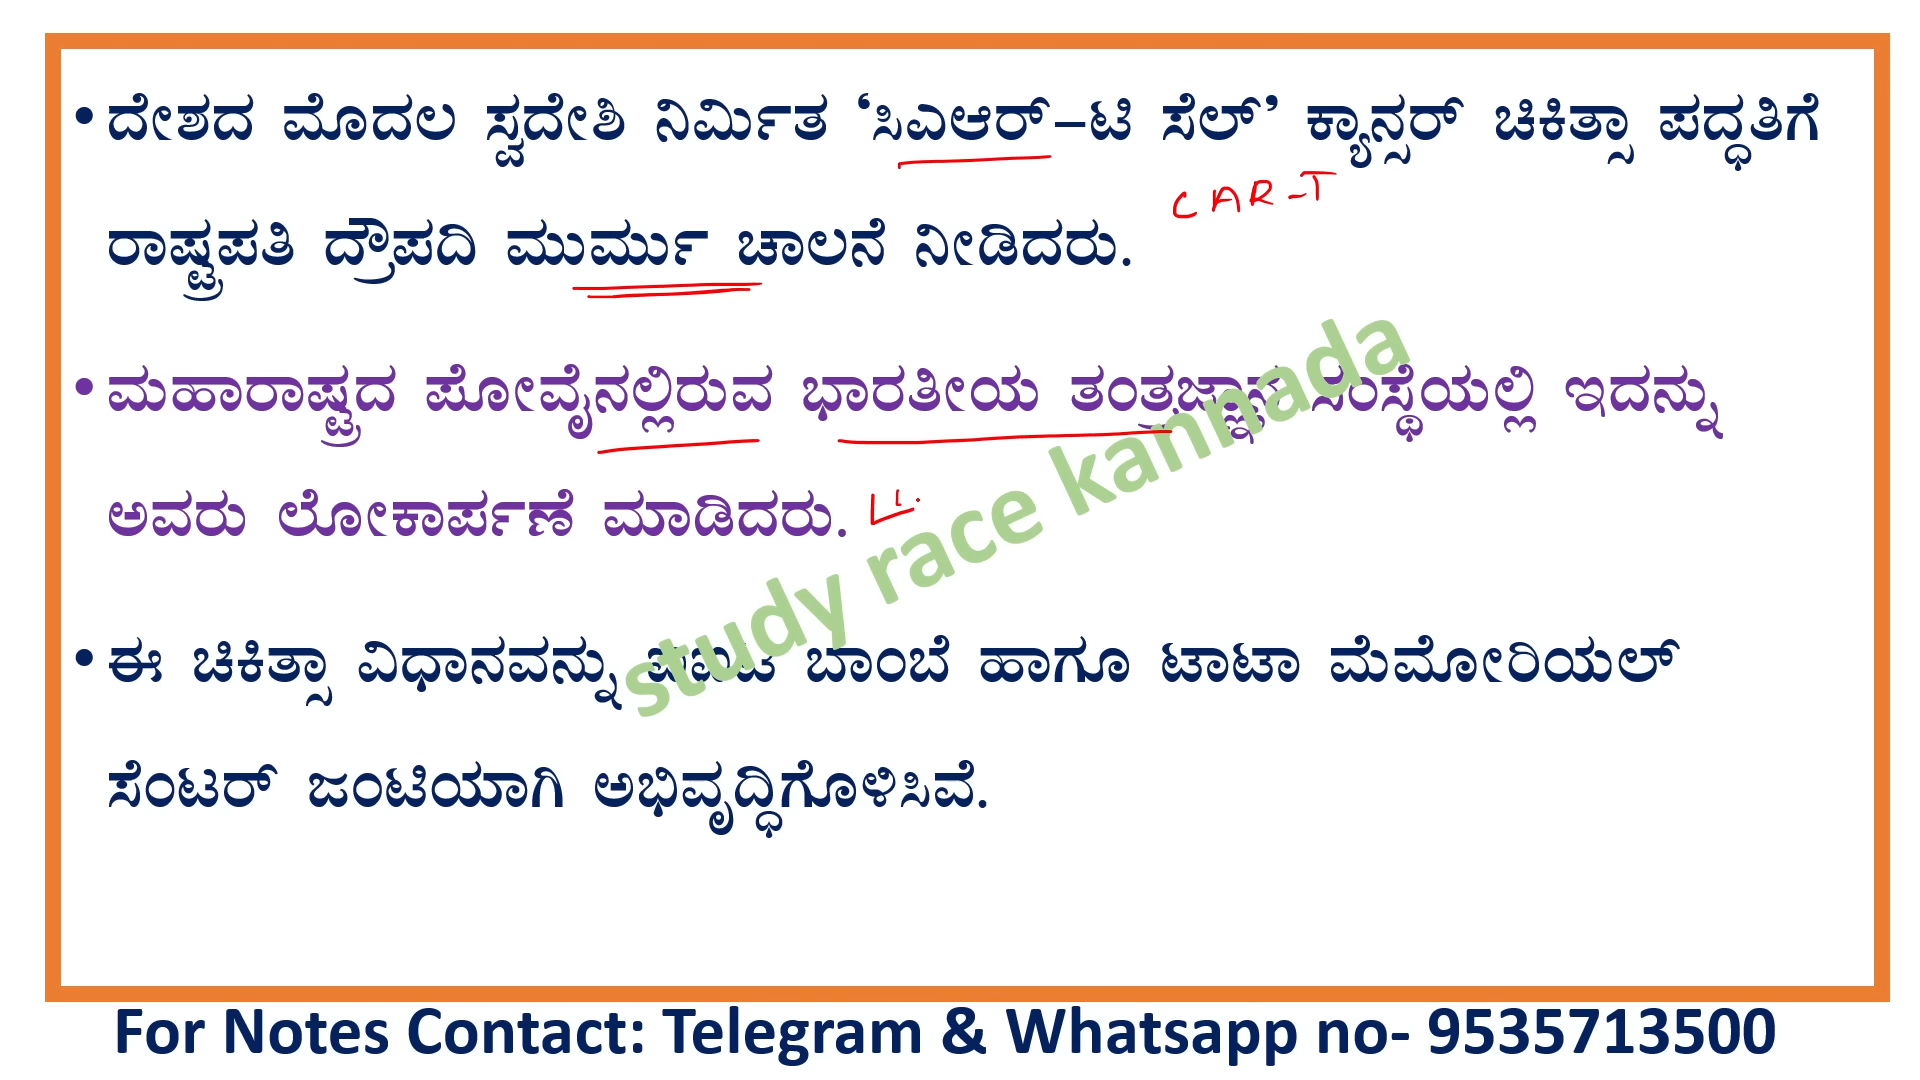 • ದೇಶದ ಮೊದಲ ಸ್ವದೇಶಿ ನಿರ್ಮಿತ ‘ಸಿಎಆರ್-ಟಿ ಸೆಲ್’ ಕ್ಯಾನ್ಸರ್ ಚಿಕಿತ್ಸಾ ಪದ್ಧತಿಗೆ
CAR-T
ರಾಷ್ಟ್ರಪತಿ ದ್ರೌಪದಿ ಮುರ್ಮು ಚಾಲನೆ ನೀಡಿದರು.
• ಮಹಾರಾಷ್ಟ್ರದ ಪೋವೈನಲ್ಲಿರುವ ಭಾರತೀಯ ತಂತ್ರಜ್ಞಾನ ಸಂಸ್ಥೆಯಲ್ಲಿ ಇದನ್ನು
ಅವರು ಲೋಕಾರ್ಪಣೆ ಮಾಡಿದರು.
study race kannada
• ಈ ಚಿಕಿತ್ಸಾ ವಿಧಾನವನ್ನು ಐಐಟಿ ಬಾಂಬೆ ಹಾಗೂ ಟಾಟಾ ಮೆಮೋರಿಯಲ್
ಸೆಂಟರ್ ಜಂಟಿಯಾಗಿ ಅಭಿವೃದ್ಧಿಗೊಳಿಸಿವೆ.
For Notes Contact: Telegram & Whatsapp no- 9535713500